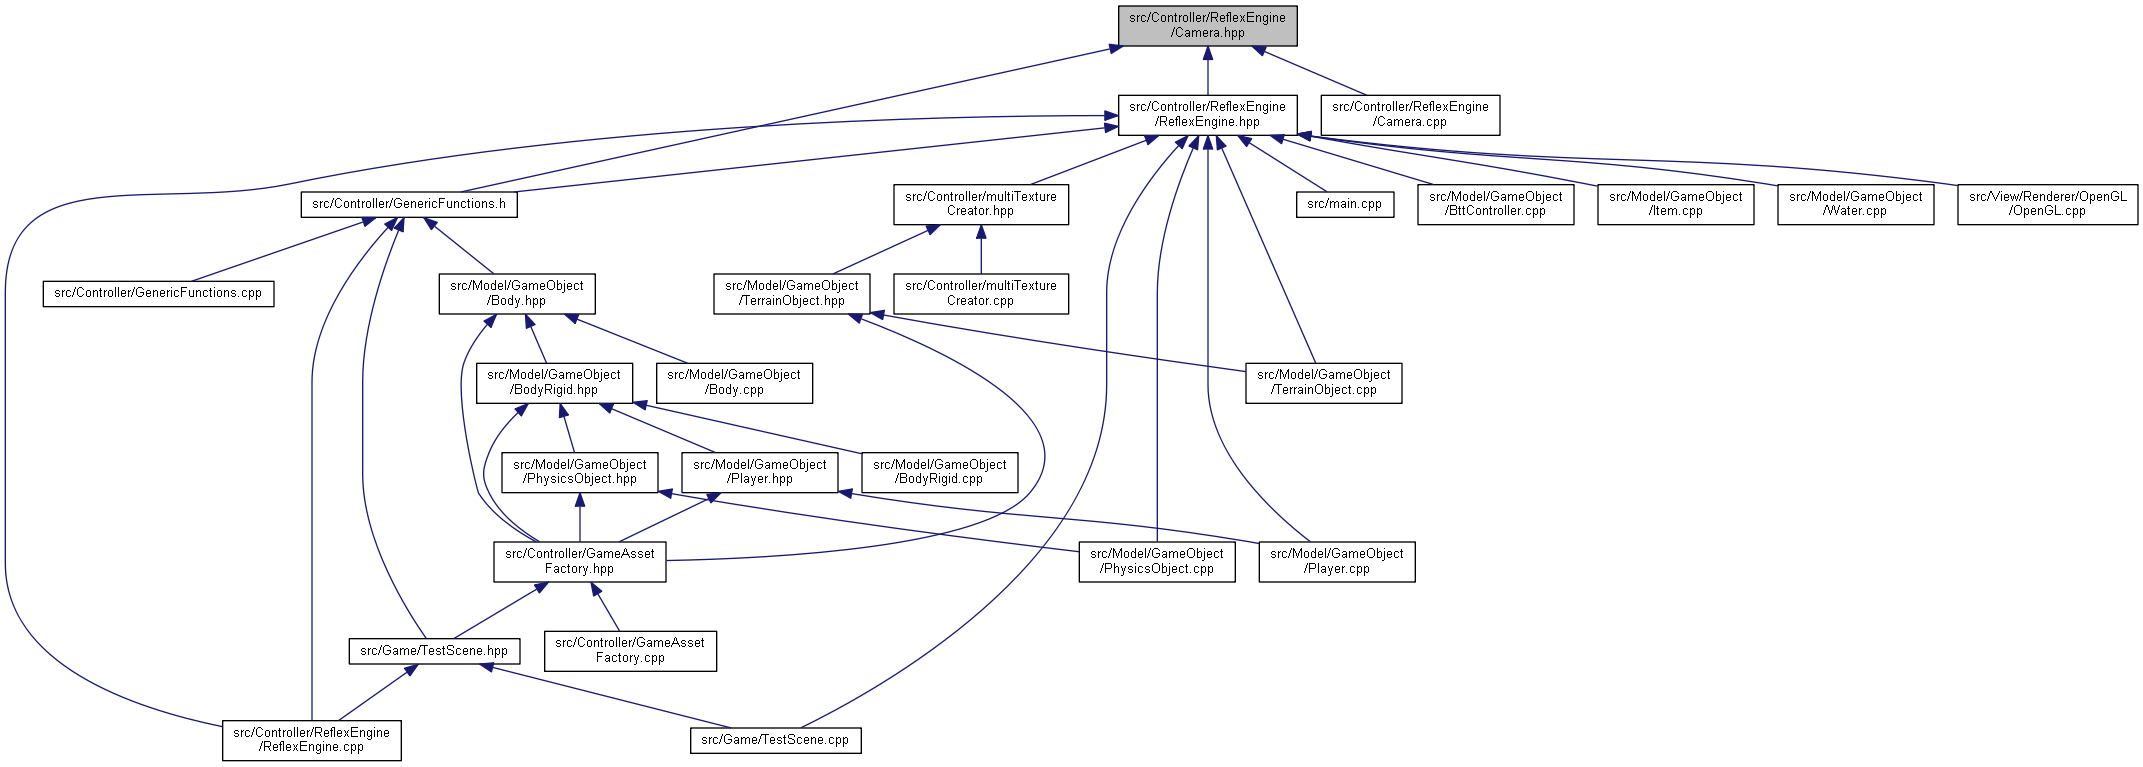 src/Controller/ReflexEngine
/Camera.hpp
src/Controller/ReflexEngine
/ReflexEngine.hpp
src/Controller/ReflexEngine
/Camera.cpp
src/Controller/GenericFunctions.h
src/Controller/multiTexture
Creator.hpp
src/main.cpp
src/Model/GameObject
/BttController.cpp
src/Model/GameObject
/Item.cpp
src/Model/GameObject
/Water.cpp
src/View/Renderer/OpenGL
/OpenGL.cpp
src/Controller/GenericFunctions.cpp
src/Model/GameObject
/Body.hpp
src/Model/GameObject
/TerrainObject.hpp
src/Controller/multiTexture
Creator.cpp
src/Model/GameObject
/BodyRigid.hpp
src/Model/GameObject
/Body.cpp
src/Model/GameObject
/TerrainObject.cpp
src/Model/GameObject
/PhysicsObject.hpp
src/Model/GameObject
/Player.hpp
src/Model/GameObject
/BodyRigid.cpp
src/Controller/GameAsset
Factory.hpp
src/Model/GameObject
/PhysicsObject.cpp
src/Model/GameObject
/Player.cpp
src/Game/TestScene.hpp
src/Controller/GameAsset
Factory.cpp
src/Controller/ReflexEngine
/ReflexEngine.cpp
src/Game/TestScene.cpp